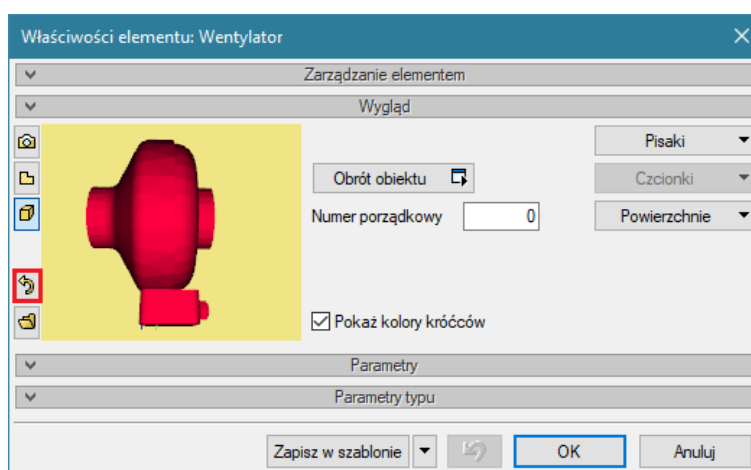 Właściwości elementu: Wentylator
Zarządzanie elementem
Wygląd
Pisaki
Obrót obiektu
Czcionki
Numer porządkowy 0
Powierzchnie
Pokaż kolory króćców
Parametry
Parametry typu
Zapisz w szablonie
OK
Anuluj